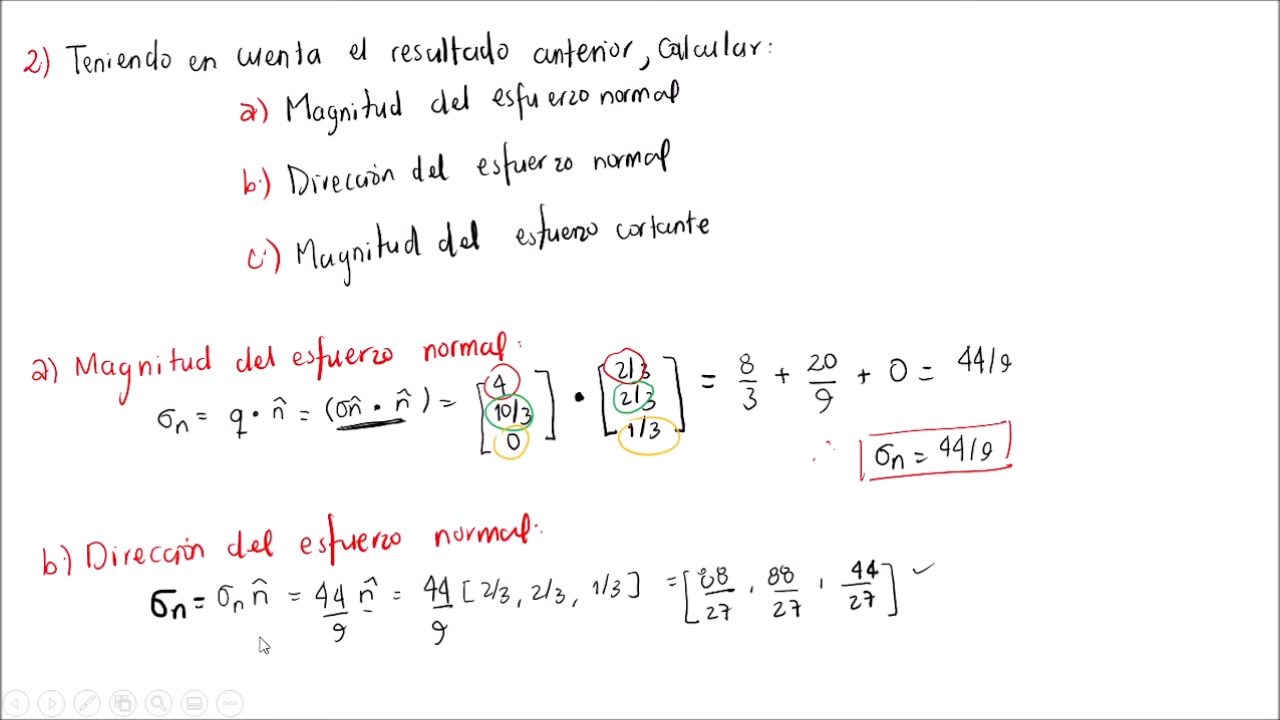 2) Teniendo en cuenta el resultado anterior, calcular:
a) Magnitud del esfuerzo normal
b.) Dirección del esfuerzo normal
c.) Magnitud del esfuerzo cortante
a) Magnitud del esfuerzo normal:
σn = q · n̂ = (σn̂ · n̂) = [4 10/3 0] · [2/3 2/3 1/3] = 8/3 + 20/9 + 0 = 44/9
∴ σn = 44/9
b.) Dirección del esfuerzo normal:
σn = σn n̂ = 44/9 n̂ = 44/9 [2/3, 2/3, 1/3] = [88/27, 88/27, 44/27] ✓